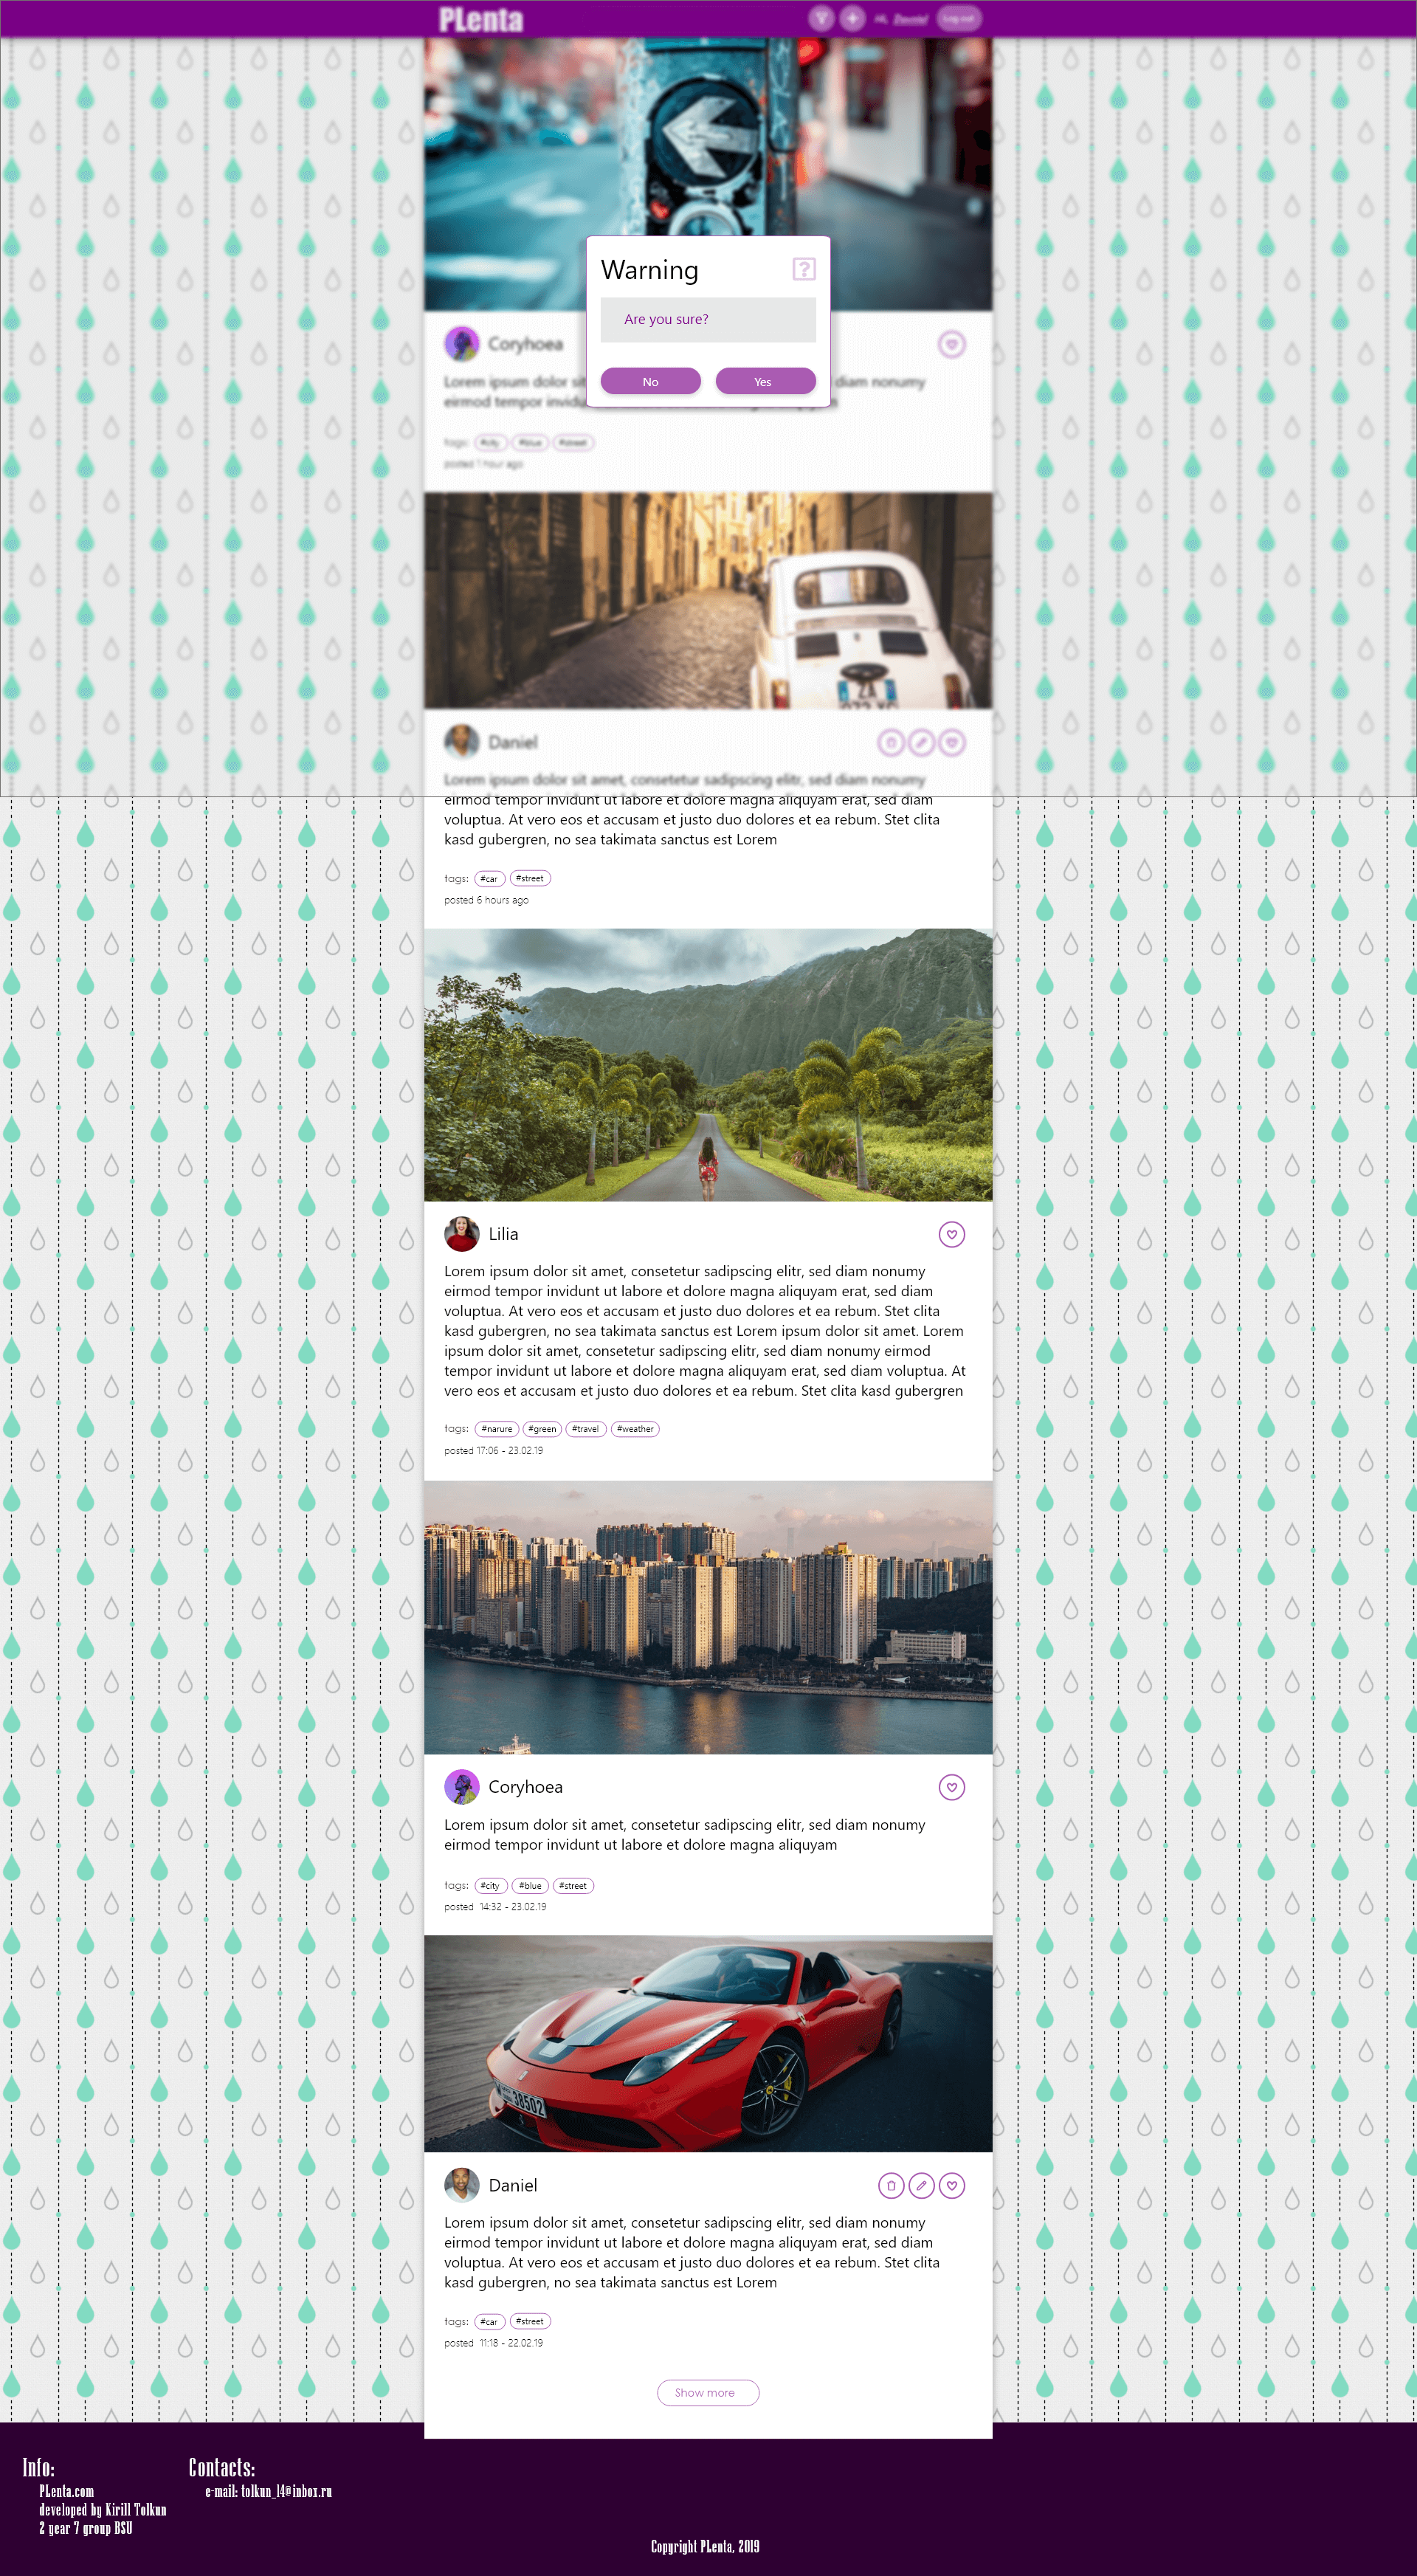 PLenta
Hi, Daniel
Log out
Warning
Are you sure?
No Yes
Coryhoea
Lorem ipsum dolor sit diam nonumy
eirmod tempor invidu
tags: #city #blue #street
posted 1 hour ago
Daniel
Lorem ipsum dolor sit amet, consetetur sadipscing elitr, sed diam nonumy
eirmod tempor invidunt ut labore et dolore magna aliquyam erat, sed diam
voluptua. At vero eos et accusam et justo duo dolores et ea rebum. Stet clita
kasd gubergren, no sea takimata sanctus est Lorem
tags: #car #street
posted 6 hours ago
Lilia
Lorem ipsum dolor sit amet, consetetur sadipscing elitr, sed diam nonumy
eirmod tempor invidunt ut labore et dolore magna aliquyam erat, sed diam
voluptua. At vero eos et accusam et justo duo dolores et ea rebum. Stet clita
kasd gubergren, no sea takimata sanctus est Lorem ipsum dolor sit amet. Lorem
ipsum dolor sit amet, consetetur sadipscing elitr, sed diam nonumy eirmod
tempor invidunt ut labore et dolore magna aliquyam erat, sed diam voluptua. At
vero eos et accusam et justo duo dolores et ea rebum. Stet clita kasd gubergren
tags: #narure #green #travel #weather
posted 17:06 - 23.02.19
Coryhoea
Lorem ipsum dolor sit amet, consetetur sadipscing elitr, sed diam nonumy
eirmod tempor invidunt ut labore et dolore magna aliquyam
tags: #city #blue #street
posted 14:32 - 23.02.19
38502
Daniel
Lorem ipsum dolor sit amet, consetetur sadipscing elitr, sed diam nonumy
eirmod tempor invidunt ut labore et dolore magna aliquyam erat, sed diam
voluptua. At vero eos et accusam et justo duo dolores et ea rebum. Stet clita
kasd gubergren, no sea takimata sanctus est Lorem
tags: #car #street
posted 11:18 - 22.02.19
Show more
Info:
PLenta.com
developed by Kirill Tolkun
2 year 7 group BSU
Contacts:
e-mail: tolkun_14@inbox.ru
Copyright PLenta, 2019